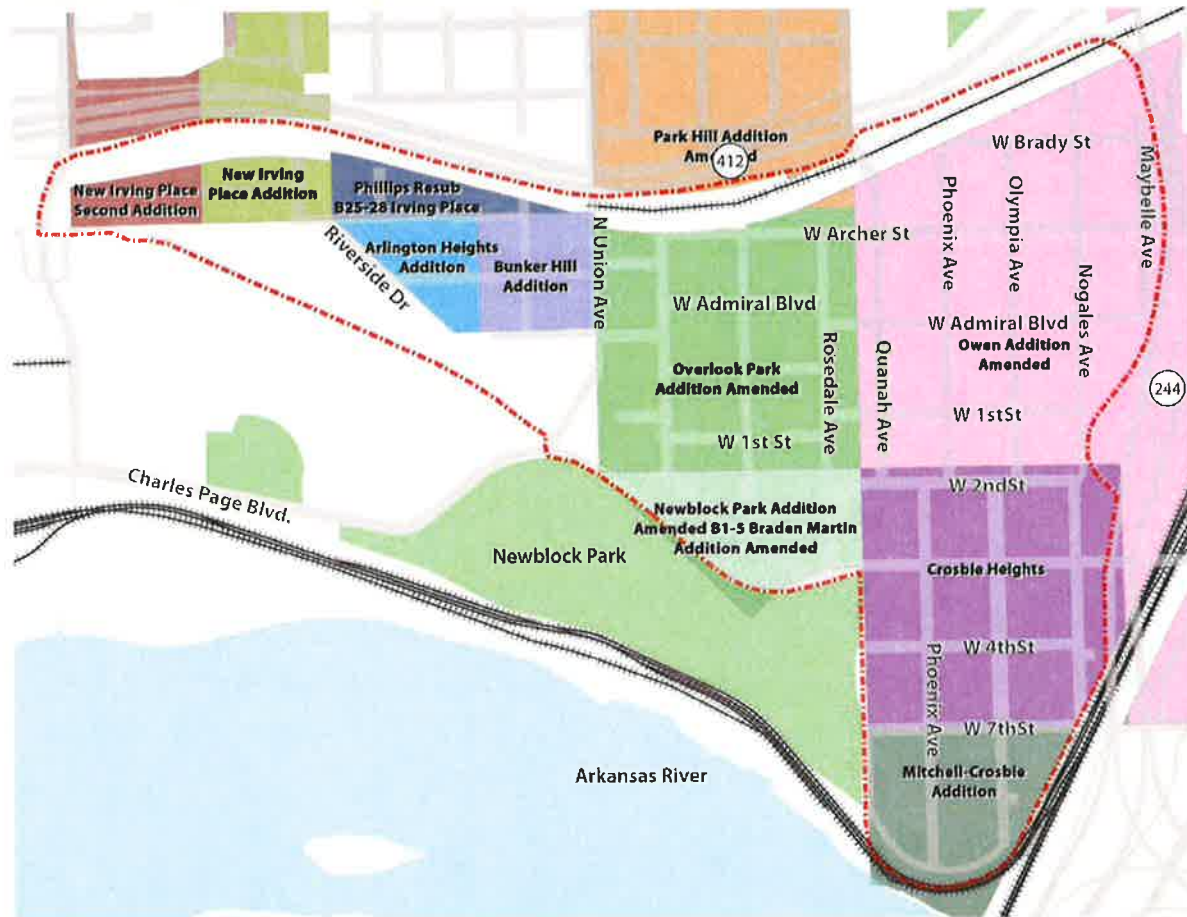 Park Hill Addition
Amended
412
W Brady St
Maybelle Ave
New Irving Place
Second Addition
New Irving
Place Addition
Phillips Resub
B25-28 Irving Place
Phoenix Ave
Olympia Ave
N Union Ave
W Archer St
Riverside Dr
Arlington Heights
Addition
Bunker Hill
Addition
Nogales Ave
W Admiral Blvd
W Admiral Blvd
Owen Addition
Amended
Rosedale Ave
Quanah Ave
Overlook Park
Addition Amended
244
W 1stSt
W 1st St
Charles Page Blvd.
W 2ndSt
Newblock Park Addition
Amended B1-5 Braden Martin
Addition Amended
Newblock Park
Crosbie Heights
W 4thSt
Phoenix Ave
W 7thSt
Arkansas River
Mitchell-Crosbie
Addition